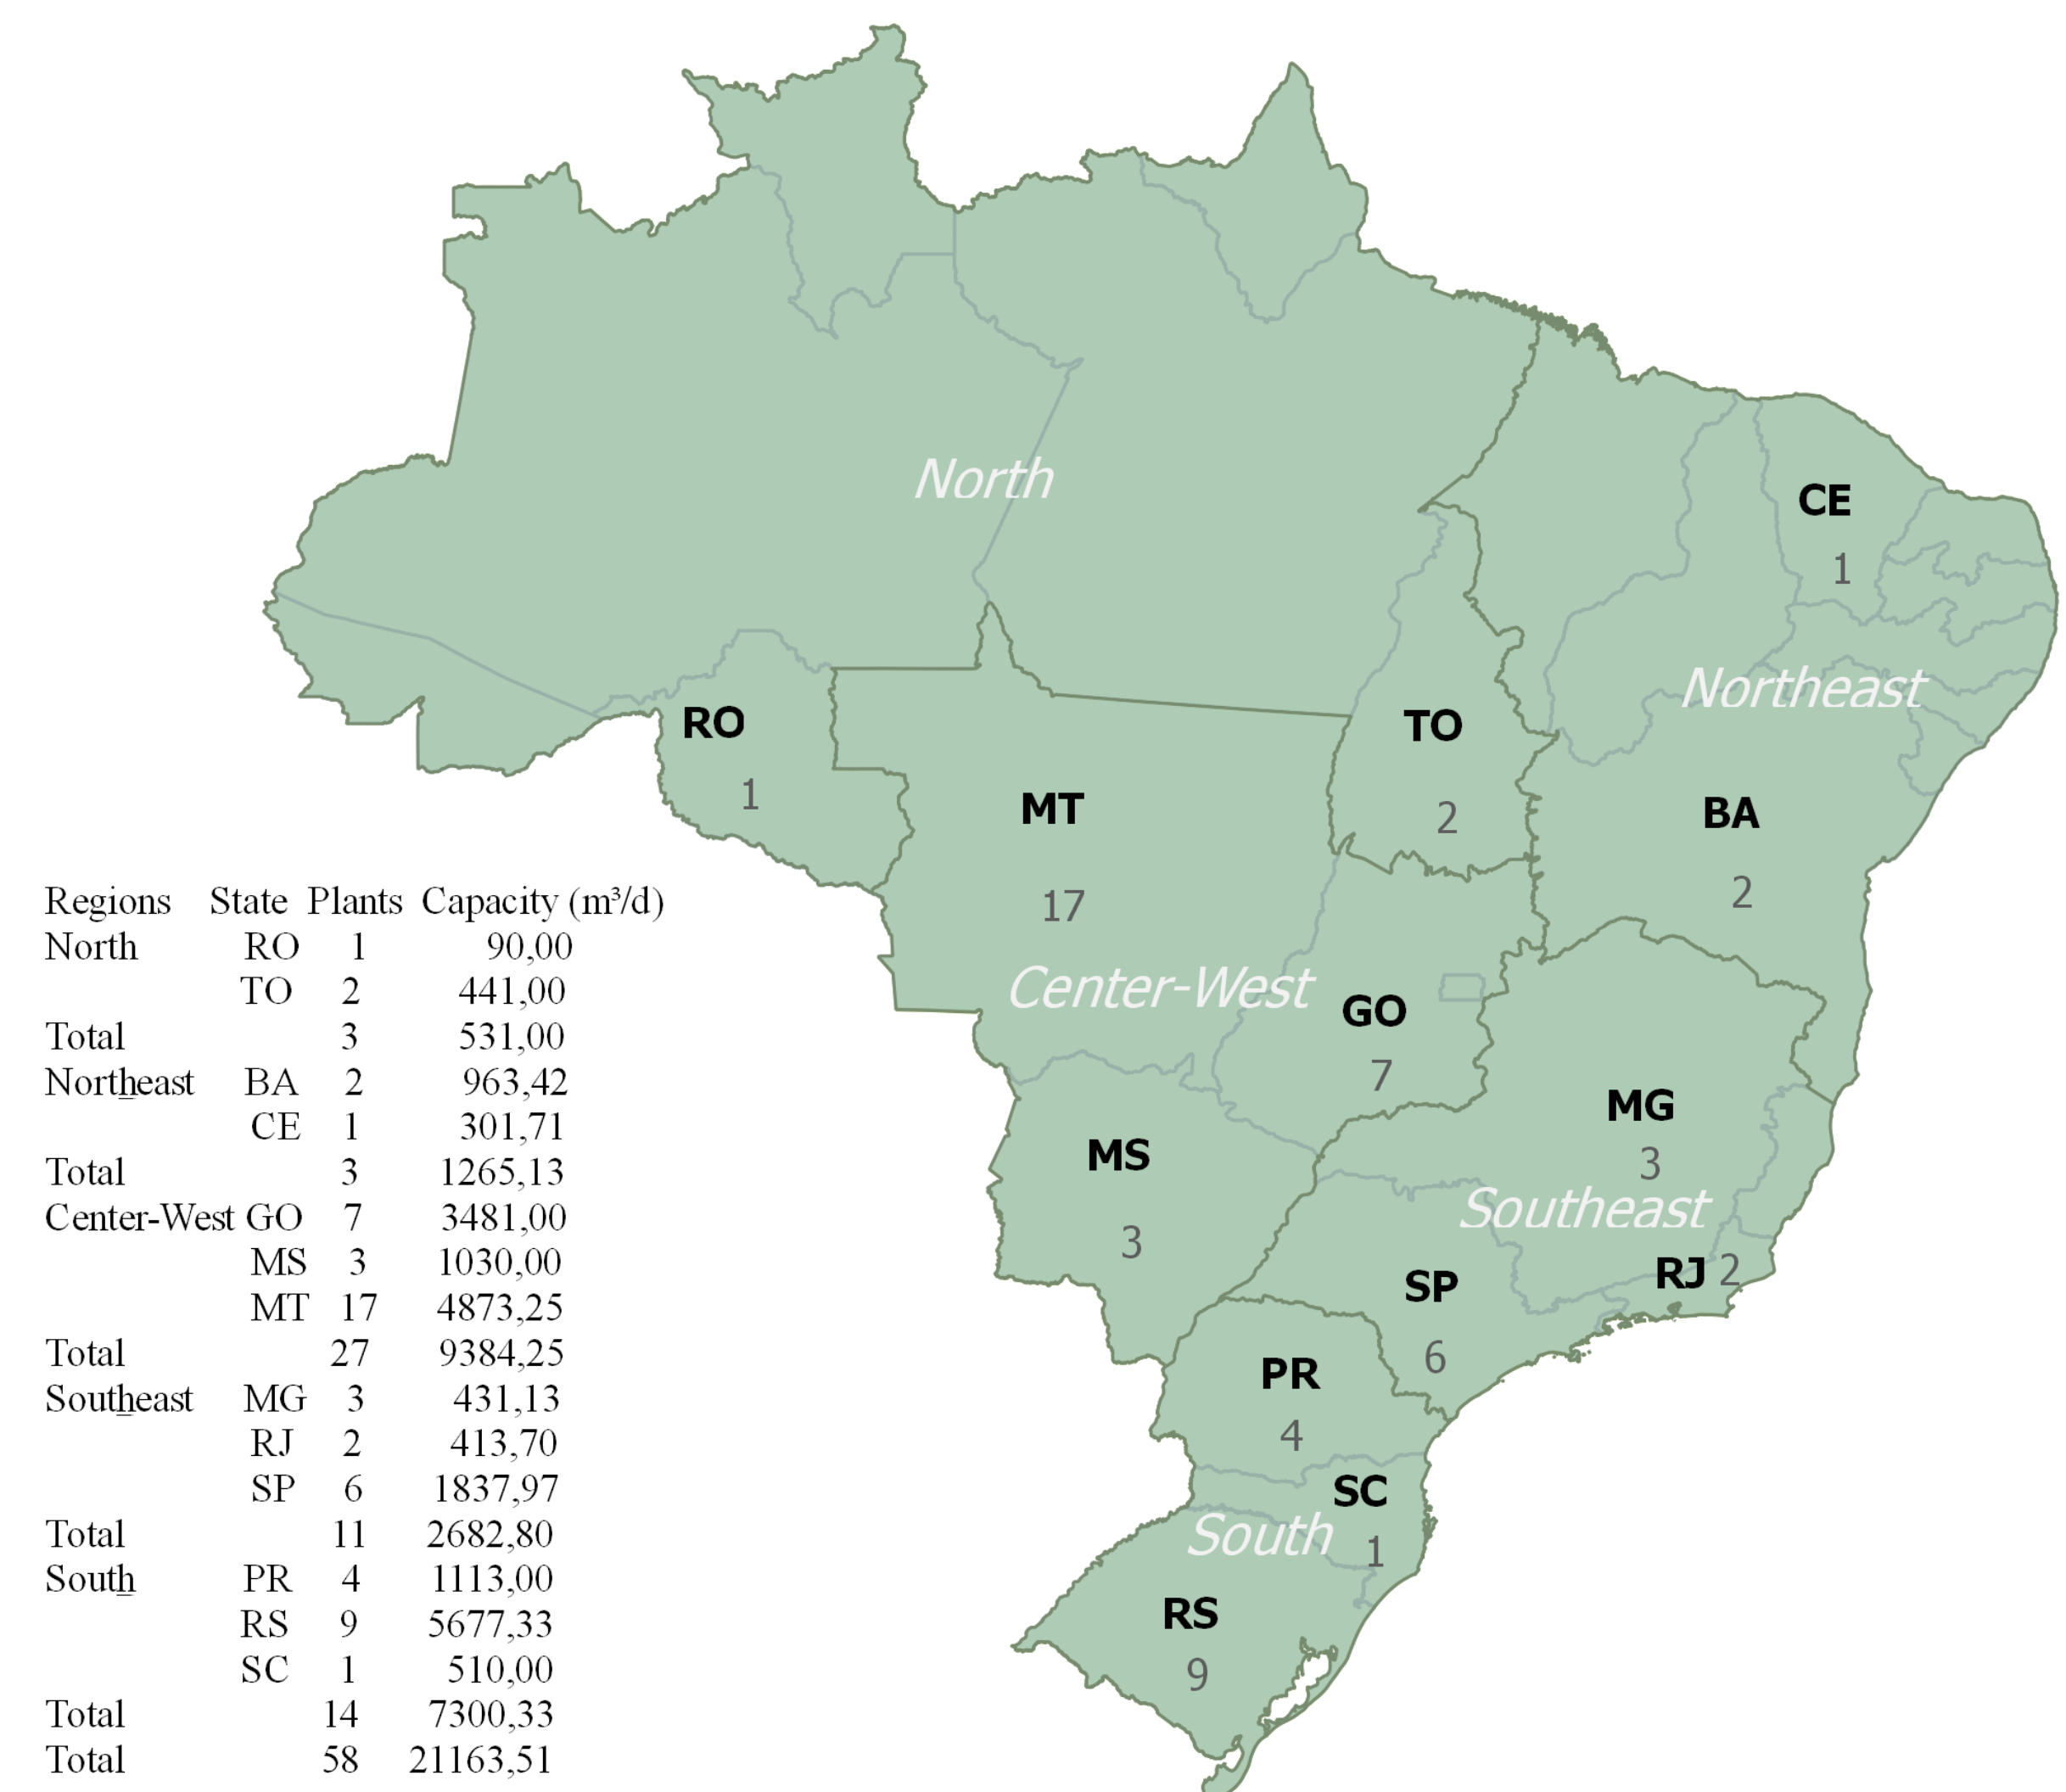 North
CE
1
Northeast
RO
1
TO
2
MT
17
BA
2
Center-West
GO
7
MG
3
MS
3
Southeast
RJ 2
SP
6
PR
4
SC
1
South
RS
9
Regions State Plants Capacity (m³/d)
North RO 1 90,00
TO 2 441,00
Total 3 531,00
Northeast BA 2 963,42
CE 1 301,71
Total 3 1265,13
Center-West GO 7 3481,00
MS 3 1030,00
MT 17 4873,25
Total 27 9384,25
Southeast MG 3 431,13
RJ 2 413,70
SP 6 1837,97
Total 11 2682,80
South PR 4 1113,00
RS 9 5677,33
SC 1 510,00
Total 14 7300,33
Total 58 21163,51